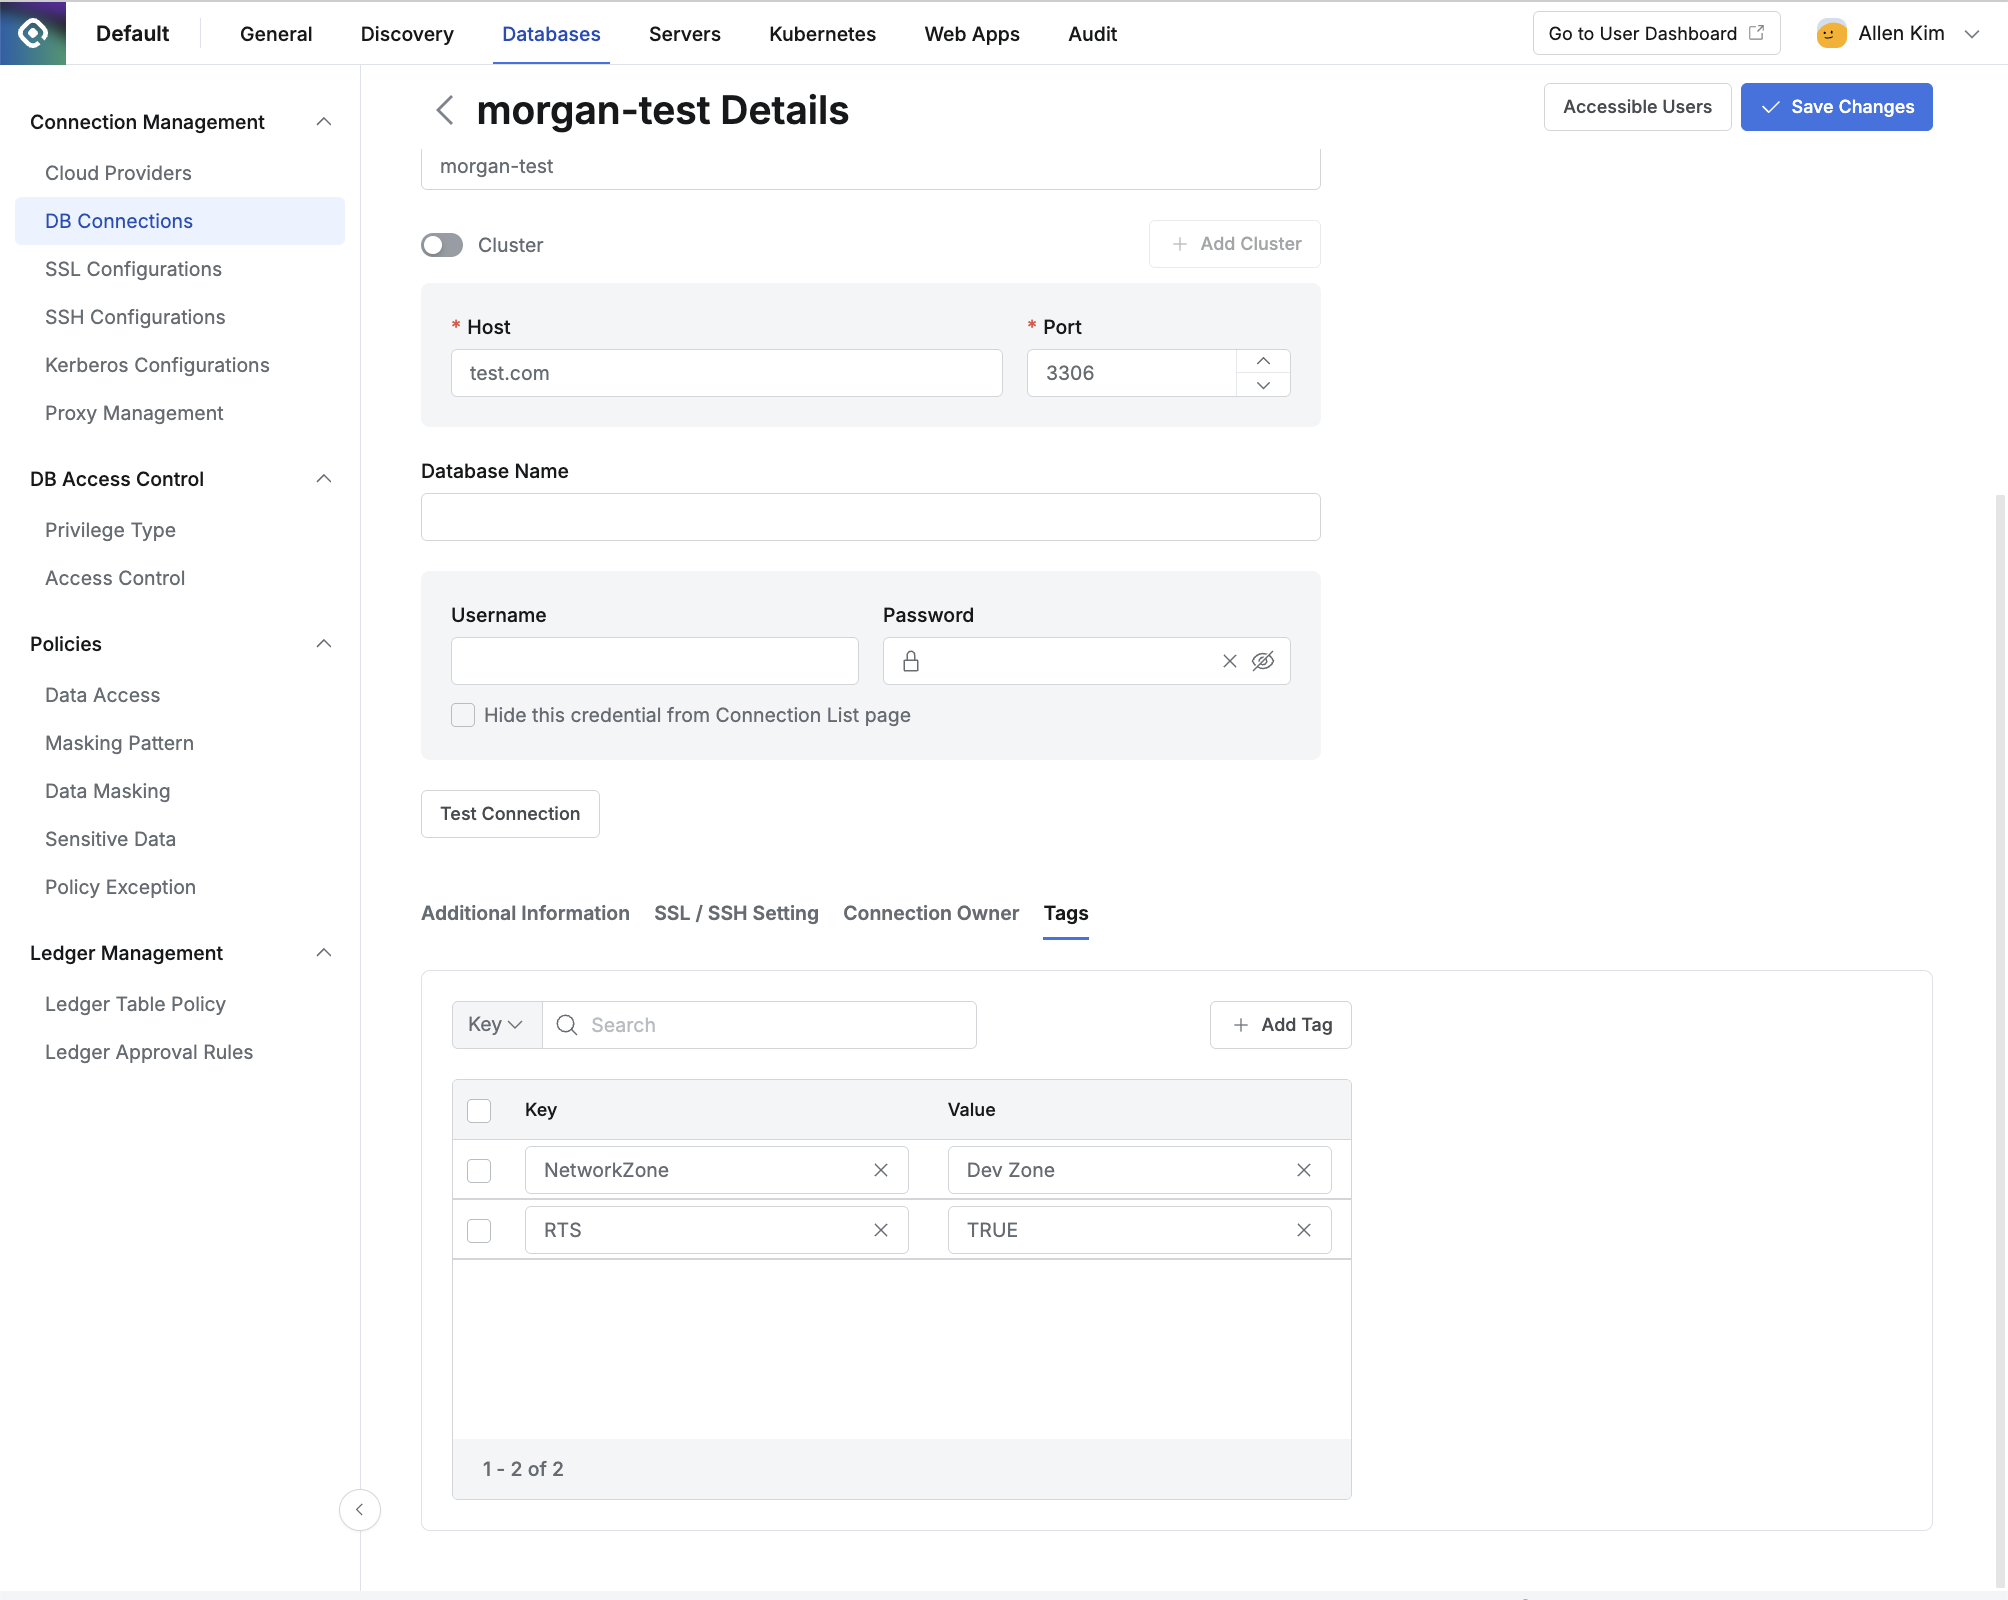 Default
General
Discovery
Databases
Servers
Kubernetes
Web Apps
Audit
Go to User Dashboard
Allen Kim
Connection Management
Cloud Providers
DB Connections
SSL Configurations
SSH Configurations
Kerberos Configurations
Proxy Management
DB Access Control
Privilege Type
Access Control
Policies
Data Access
Masking Pattern
Data Masking
Sensitive Data
Policy Exception
Ledger Management
Ledger Table Policy
Ledger Approval Rules
morgan-test Details
Accessible Users
Save Changes
morgan-test
Cluster
Add Cluster
* Host
* Port
test.com
3306
Database Name
Username
Password
Hide this credential from Connection List page
Test Connection
Additional Information
SSL / SSH Setting
Connection Owner
Tags
Key
Search
Add Tag
Key
Value
NetworkZone
Dev Zone
RTS
TRUE
1 - 2 of 2